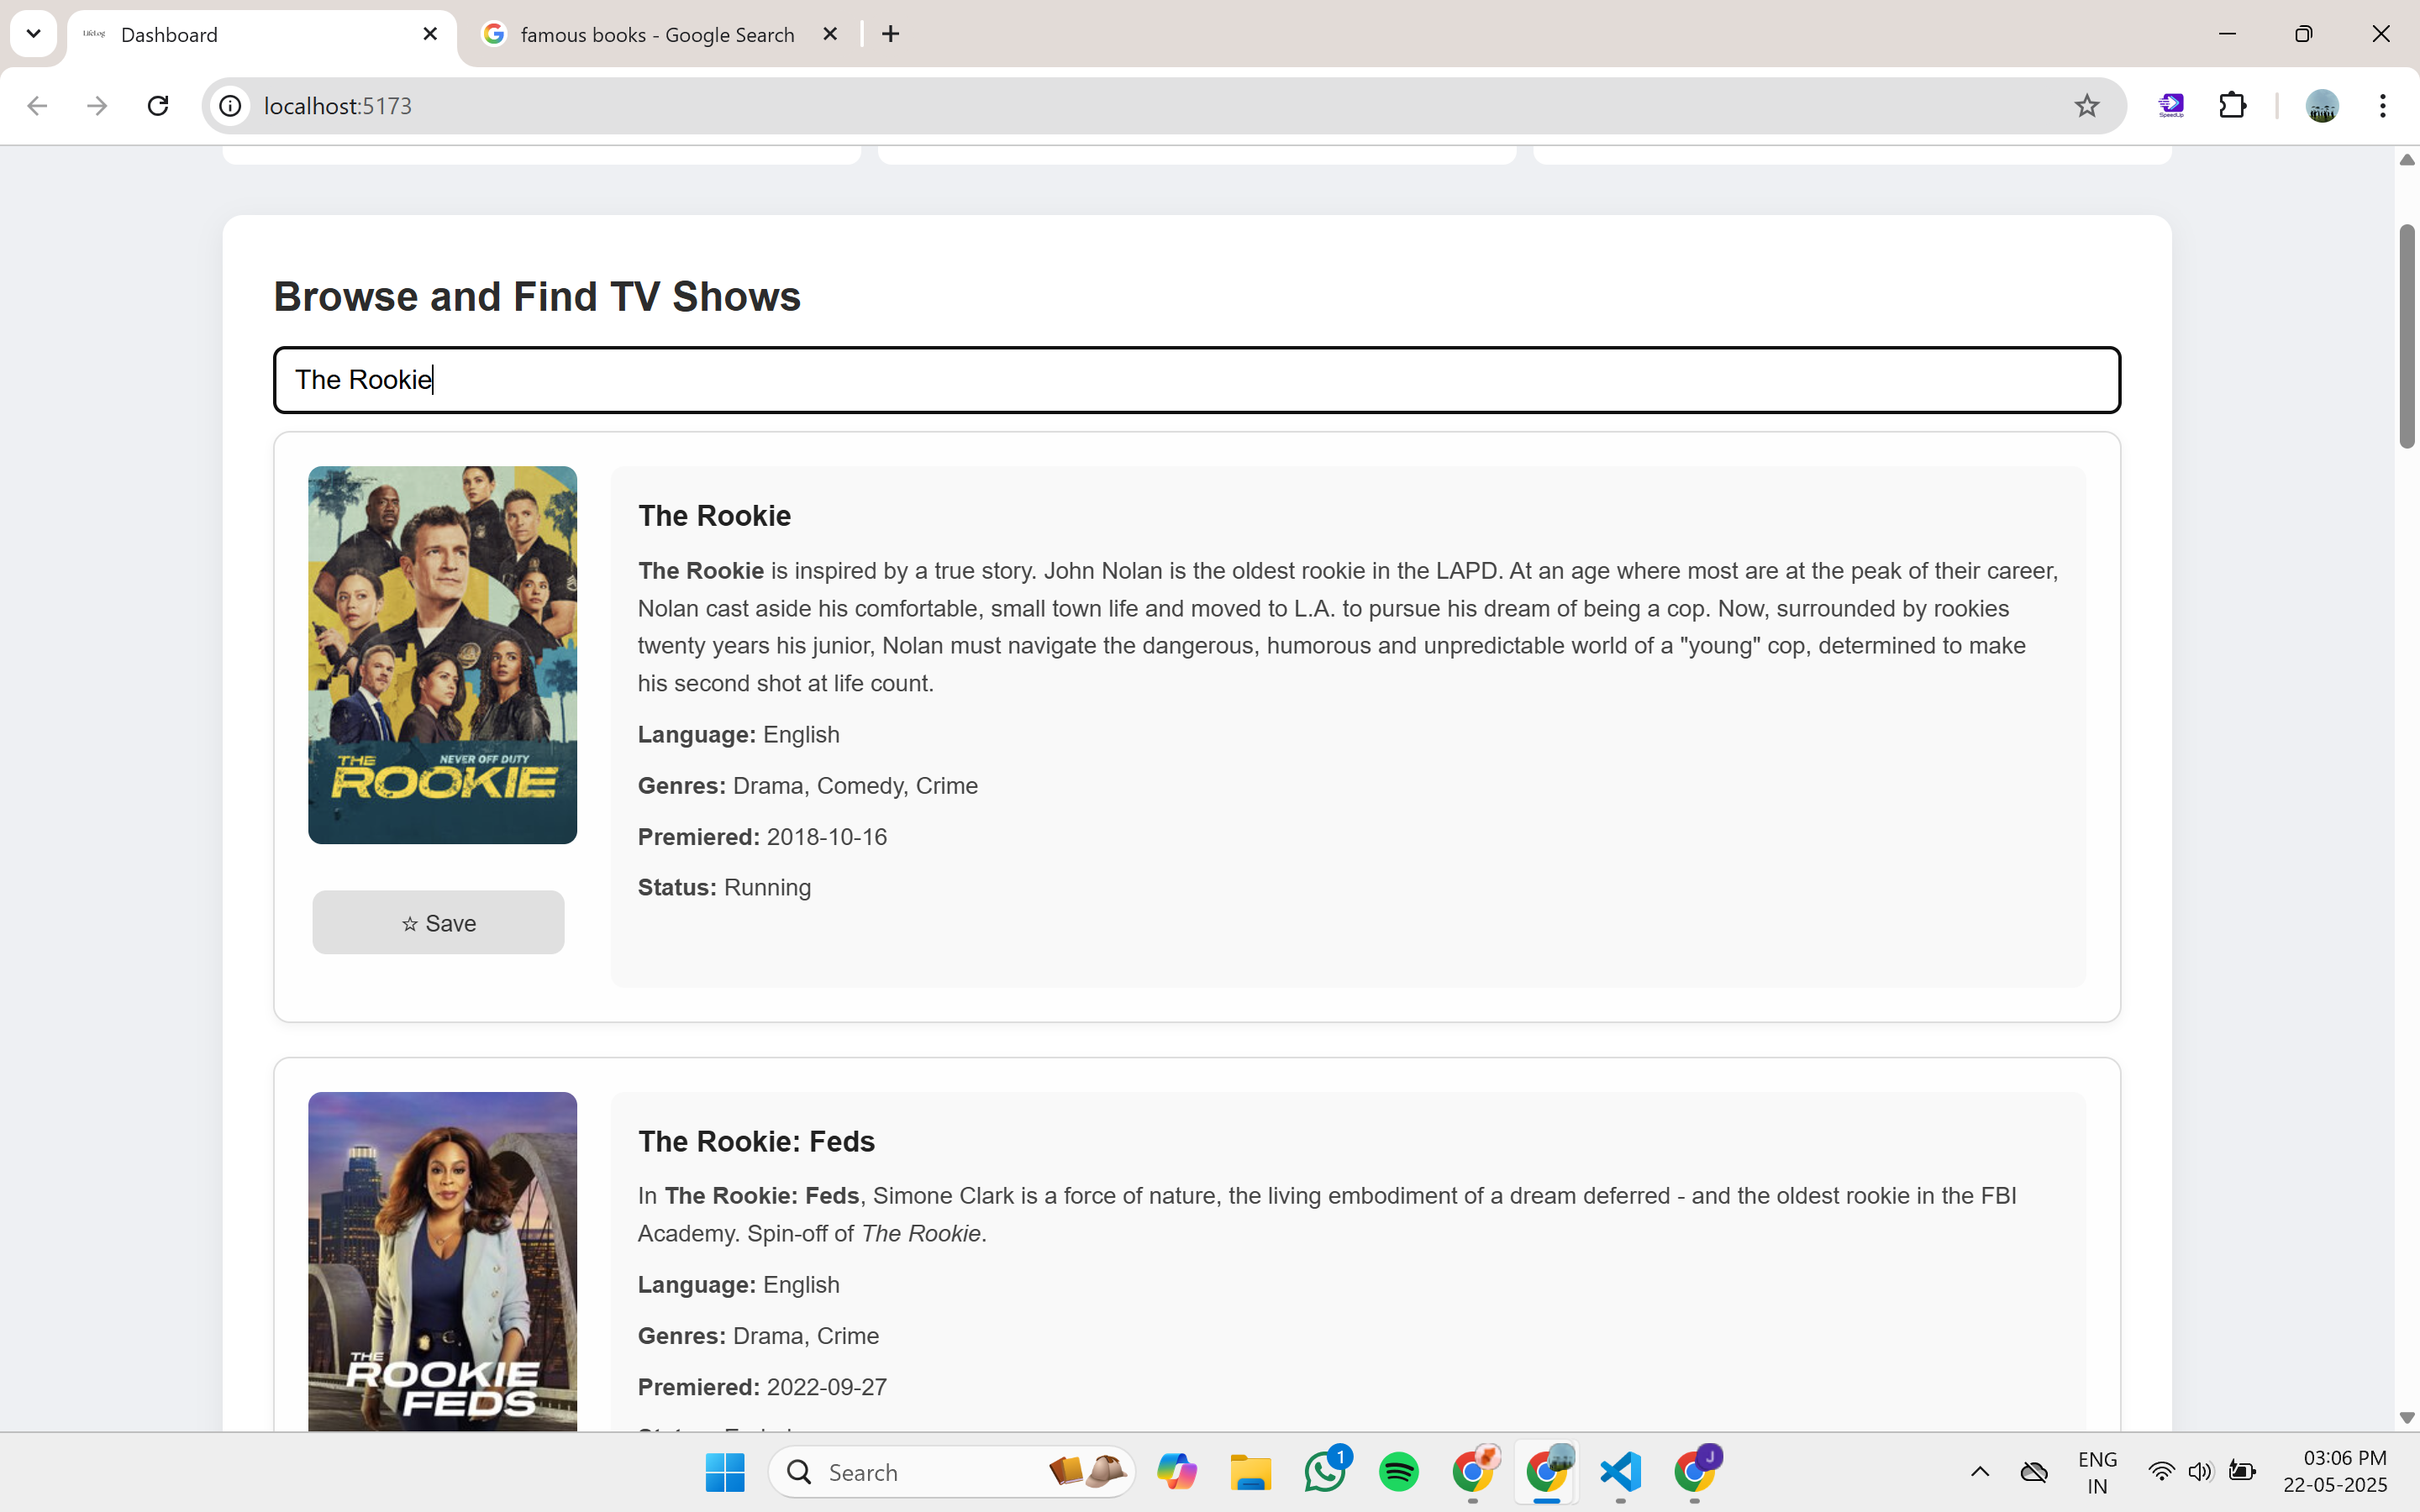 LifeLog
Dashboard
famous books - Google Search
localhost:5173
SpeedUp
Browse and Find TV Shows
The Rookie
NEVER OFF DUTY
THE
ROOKIE
☆ Save
The Rookie
The Rookie is inspired by a true story. John Nolan is the oldest rookie in the LAPD. At an age where most are at the peak of their career,
Nolan cast aside his comfortable, small town life and moved to L.A. to pursue his dream of being a cop. Now, surrounded by rookies
twenty years his junior, Nolan must navigate the dangerous, humorous and unpredictable world of a "young" cop, determined to make
his second shot at life count.
Language: English
Genres: Drama, Comedy, Crime
Premiered: 2018-10-16
Status: Running
THE
ROOKIE
FEDS
The Rookie: Feds
In The Rookie: Feds, Simone Clark is a force of nature, the living embodiment of a dream deferred - and the oldest rookie in the FBI
Academy. Spin-off of The Rookie.
Language: English
Genres: Drama, Crime
Premiered: 2022-09-27
Search
1
J
ENG
IN
03:06 PM
22-05-2025